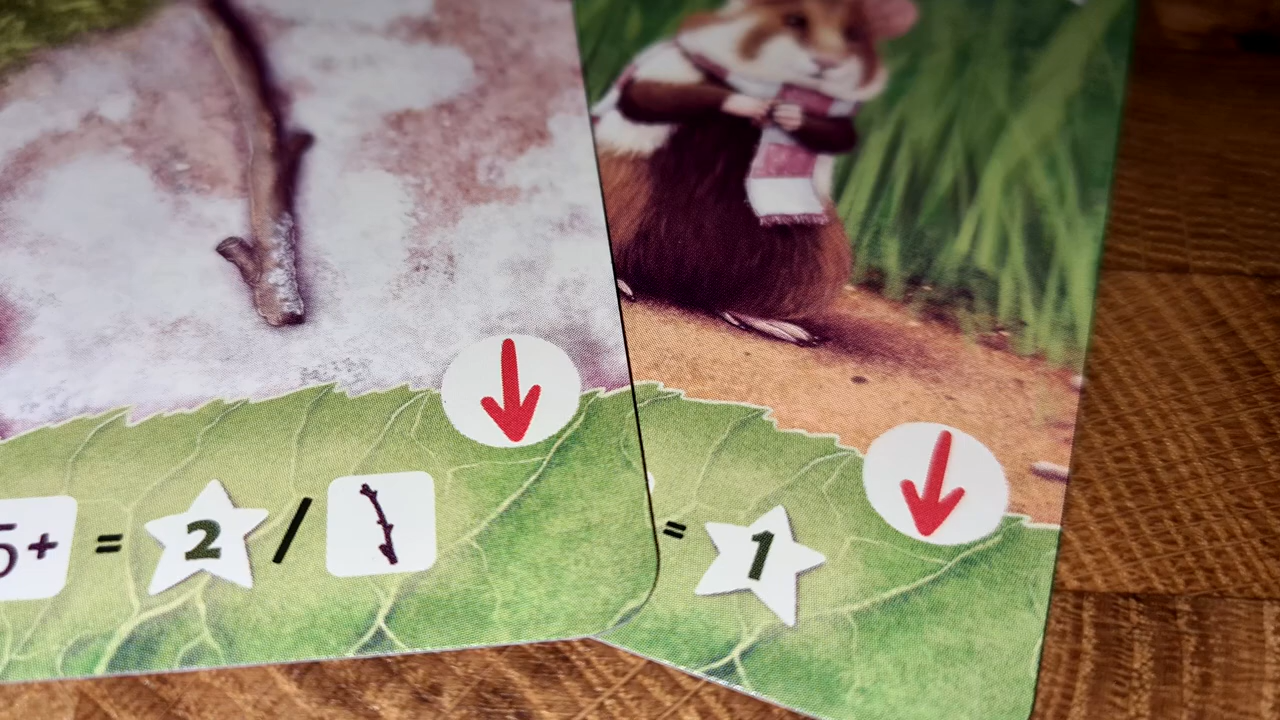 5+ = 2 /
= 1